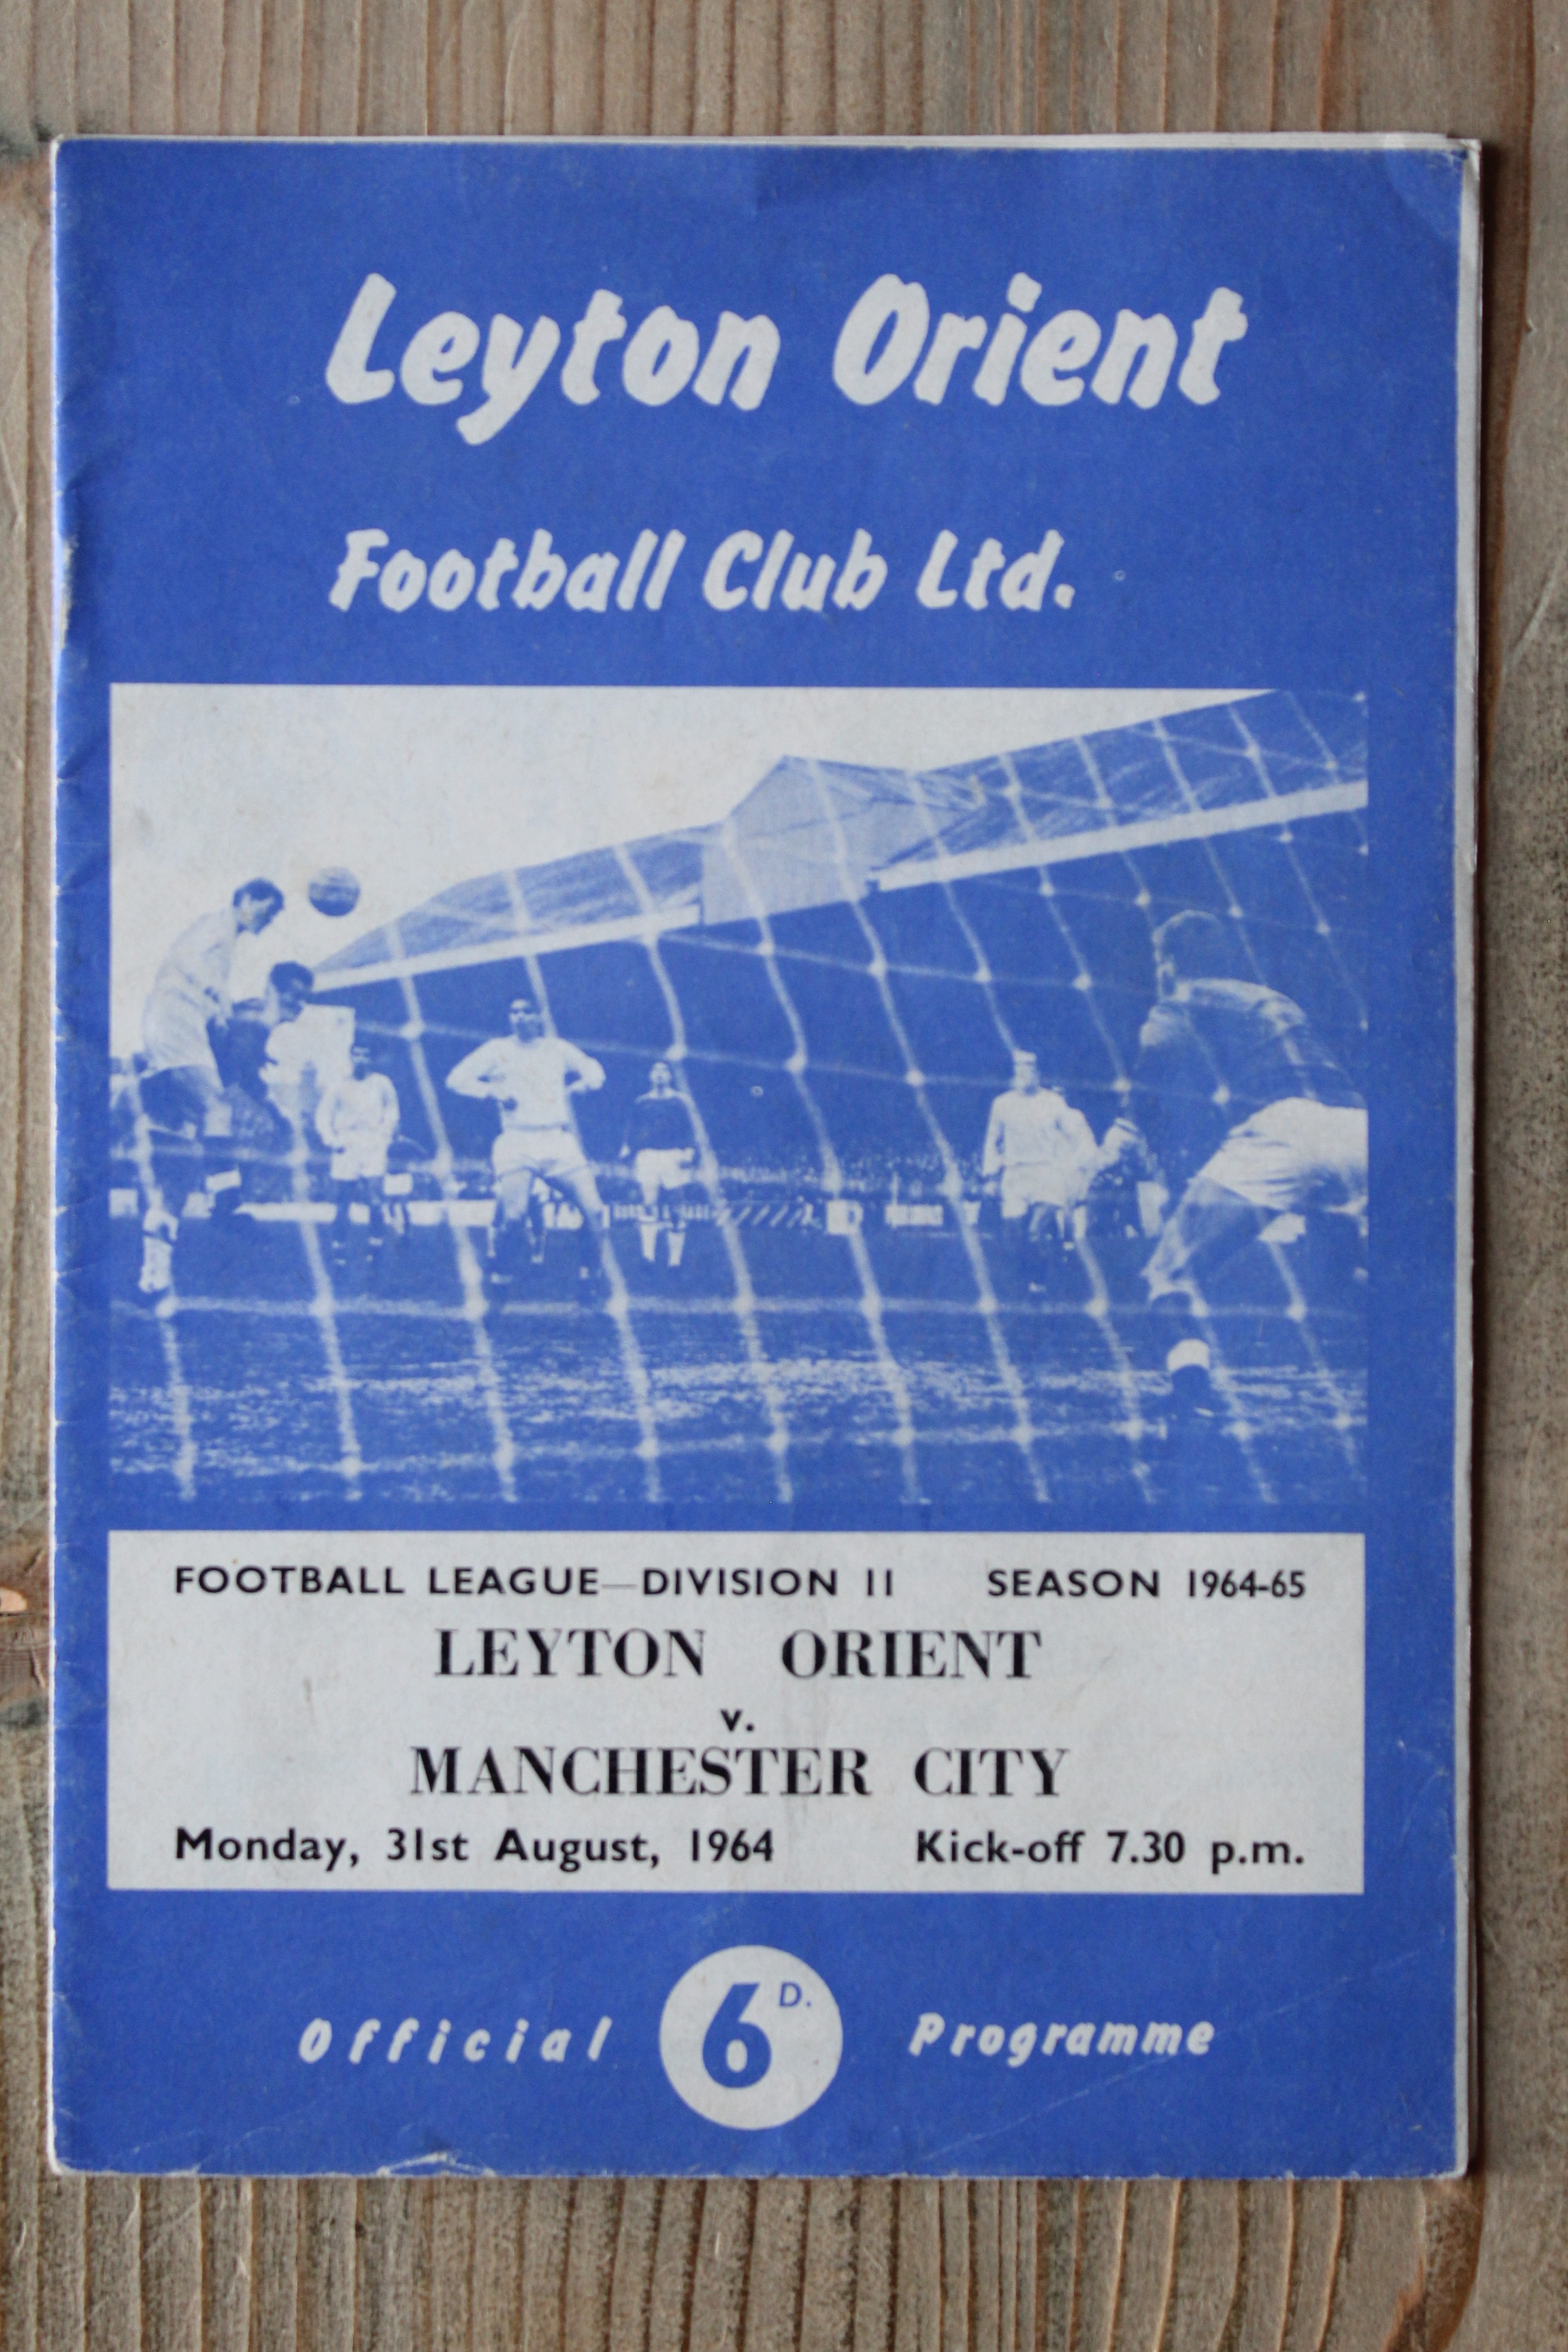 Leyton Orient
Football Club Ltd.
FOOTBALL LEAGUE—DIVISION II SEASON 1964-65
LEYTON ORIENT
v.
MANCHESTER CITY
Monday, 31st August, 1964 Kick-off 7.30 p.m.
Official 6D. Programme